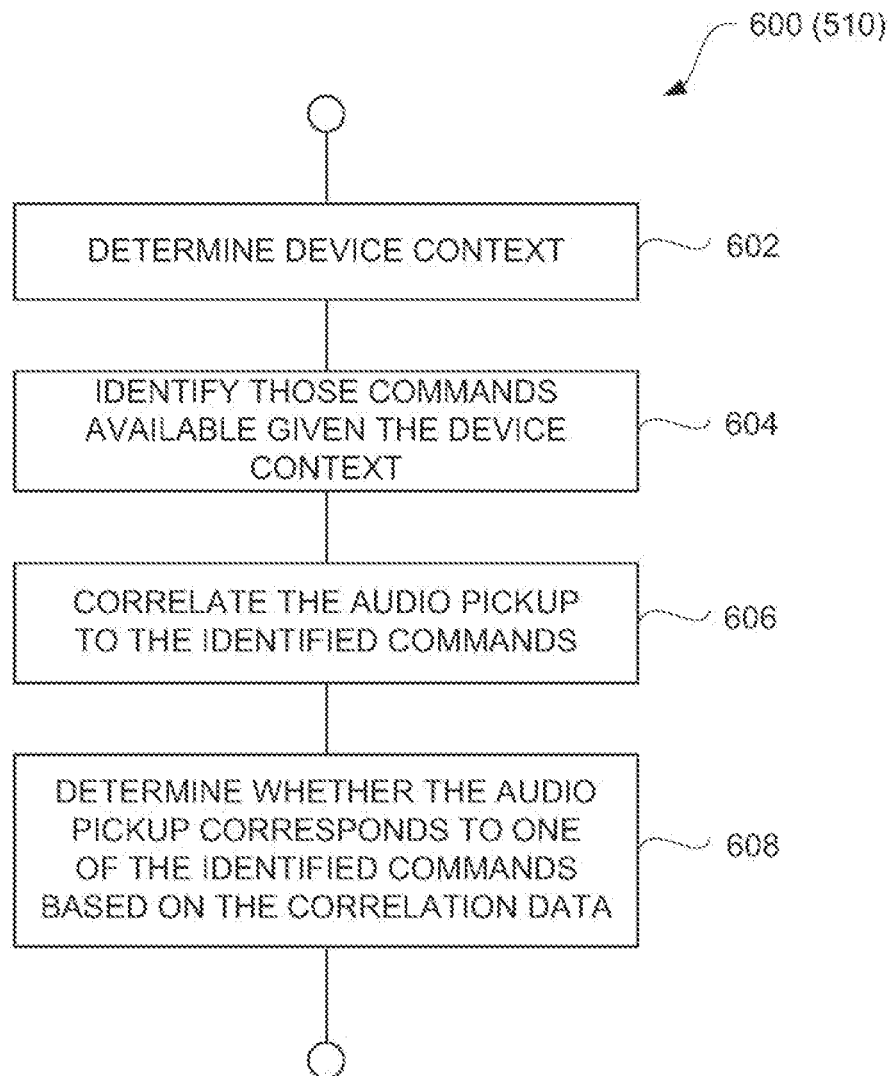 600 (510)
DETERMINE DEVICE CONTEXT
602
IDENTIFY THOSE COMMANDS
AVAILABLE GIVEN THE DEVICE
CONTEXT
604
CORRELATE THE AUDIO PICKUP
TO THE IDENTIFIED COMMANDS
606
DETERMINE WHETHER THE AUDIO
PICKUP CORRESPONDS TO ONE
OF THE IDENTIFIED COMMANDS
BASED ON THE CORRELATION DATA
608